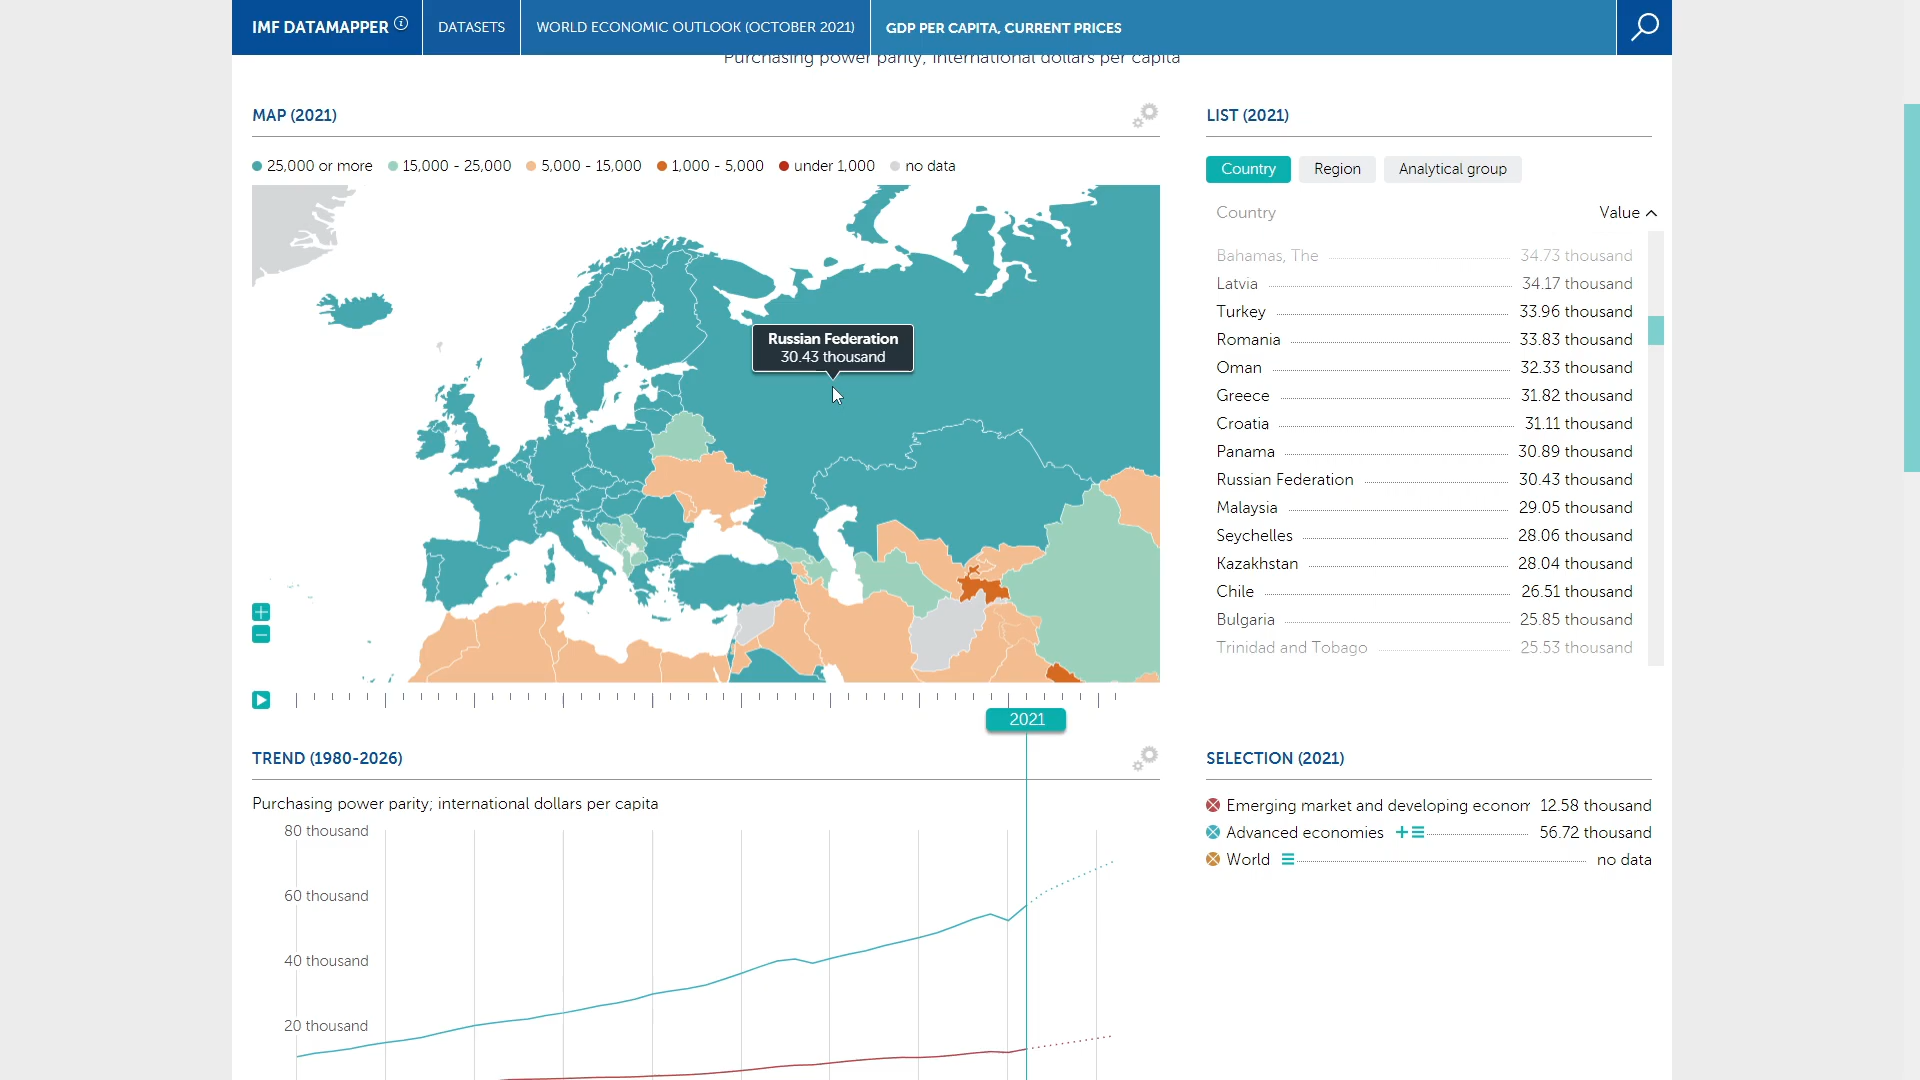 IMF DATAMAPPER
DATASETS
WORLD ECONOMIC OUTLOOK (OCTOBER 2021)
GDP PER CAPITA, CURRENT PRICES
Purchasing power parity; international dollars per capita
MAP (2021)
25,000 or more
15,000 - 25,000
5,000 - 15,000
1,000 - 5,000
under 1,000
no data
Russian Federation
30.43 thousand
2021
LIST (2021)
Country
Region
Analytical group
Country Value
Bahamas, The 34.73 thousand
Latvia 34.17 thousand
Turkey 33.96 thousand
Romania 33.83 thousand
Oman 32.33 thousand
Greece 31.82 thousand
Croatia 31.11 thousand
Panama 30.89 thousand
Russian Federation 30.43 thousand
Malaysia 29.05 thousand
Seychelles 28.06 thousand
Kazakhstan 28.04 thousand
Chile 26.51 thousand
Bulgaria 25.85 thousand
Trinidad and Tobago 25.53 thousand
TREND (1980-2026)
Purchasing power parity; international dollars per capita
80 thousand
60 thousand
40 thousand
20 thousand
SELECTION (2021)
Emerging market and developing econom 12.58 thousand
Advanced economies 56.72 thousand
World no data